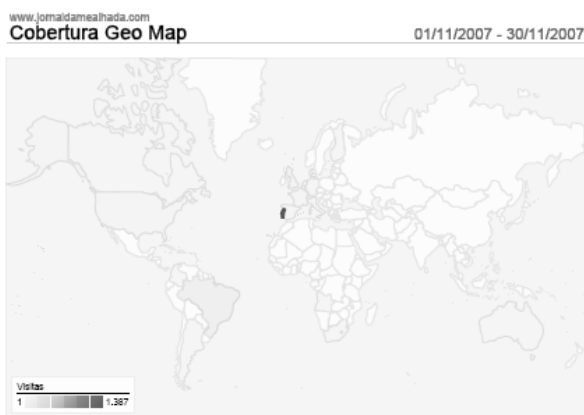 www.jornaldamealhada.com
Cobertura Geo Map
01/11/2007 - 30/11/2007
Visitas
1 1.387